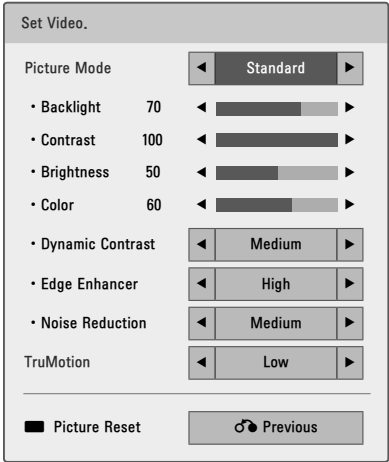 Set Video.
Picture Mode Standard
• Backlight 70
• Contrast 100
• Brightness 50
• Color 60
• Dynamic Contrast Medium
• Edge Enhancer High
• Noise Reduction Medium
TruMotion Low
Picture Reset Previous